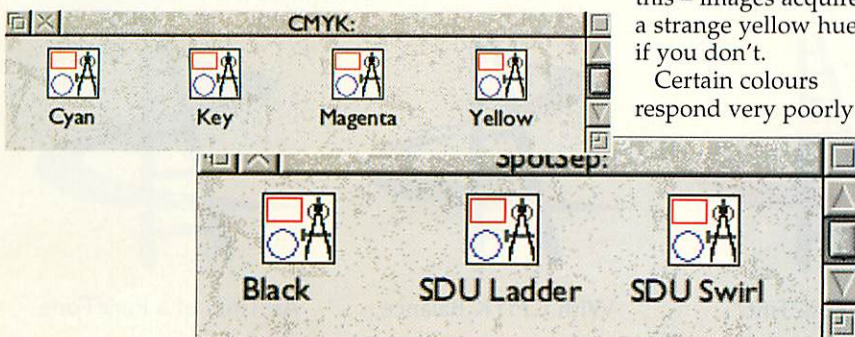 CMYK:
Cyan Key Magenta Yellow
this – images acquire
a strange yellow hue
if you don't.
Certain colours
respond very poorly
SpotSep:
Black SDU Ladder SDU Swirl